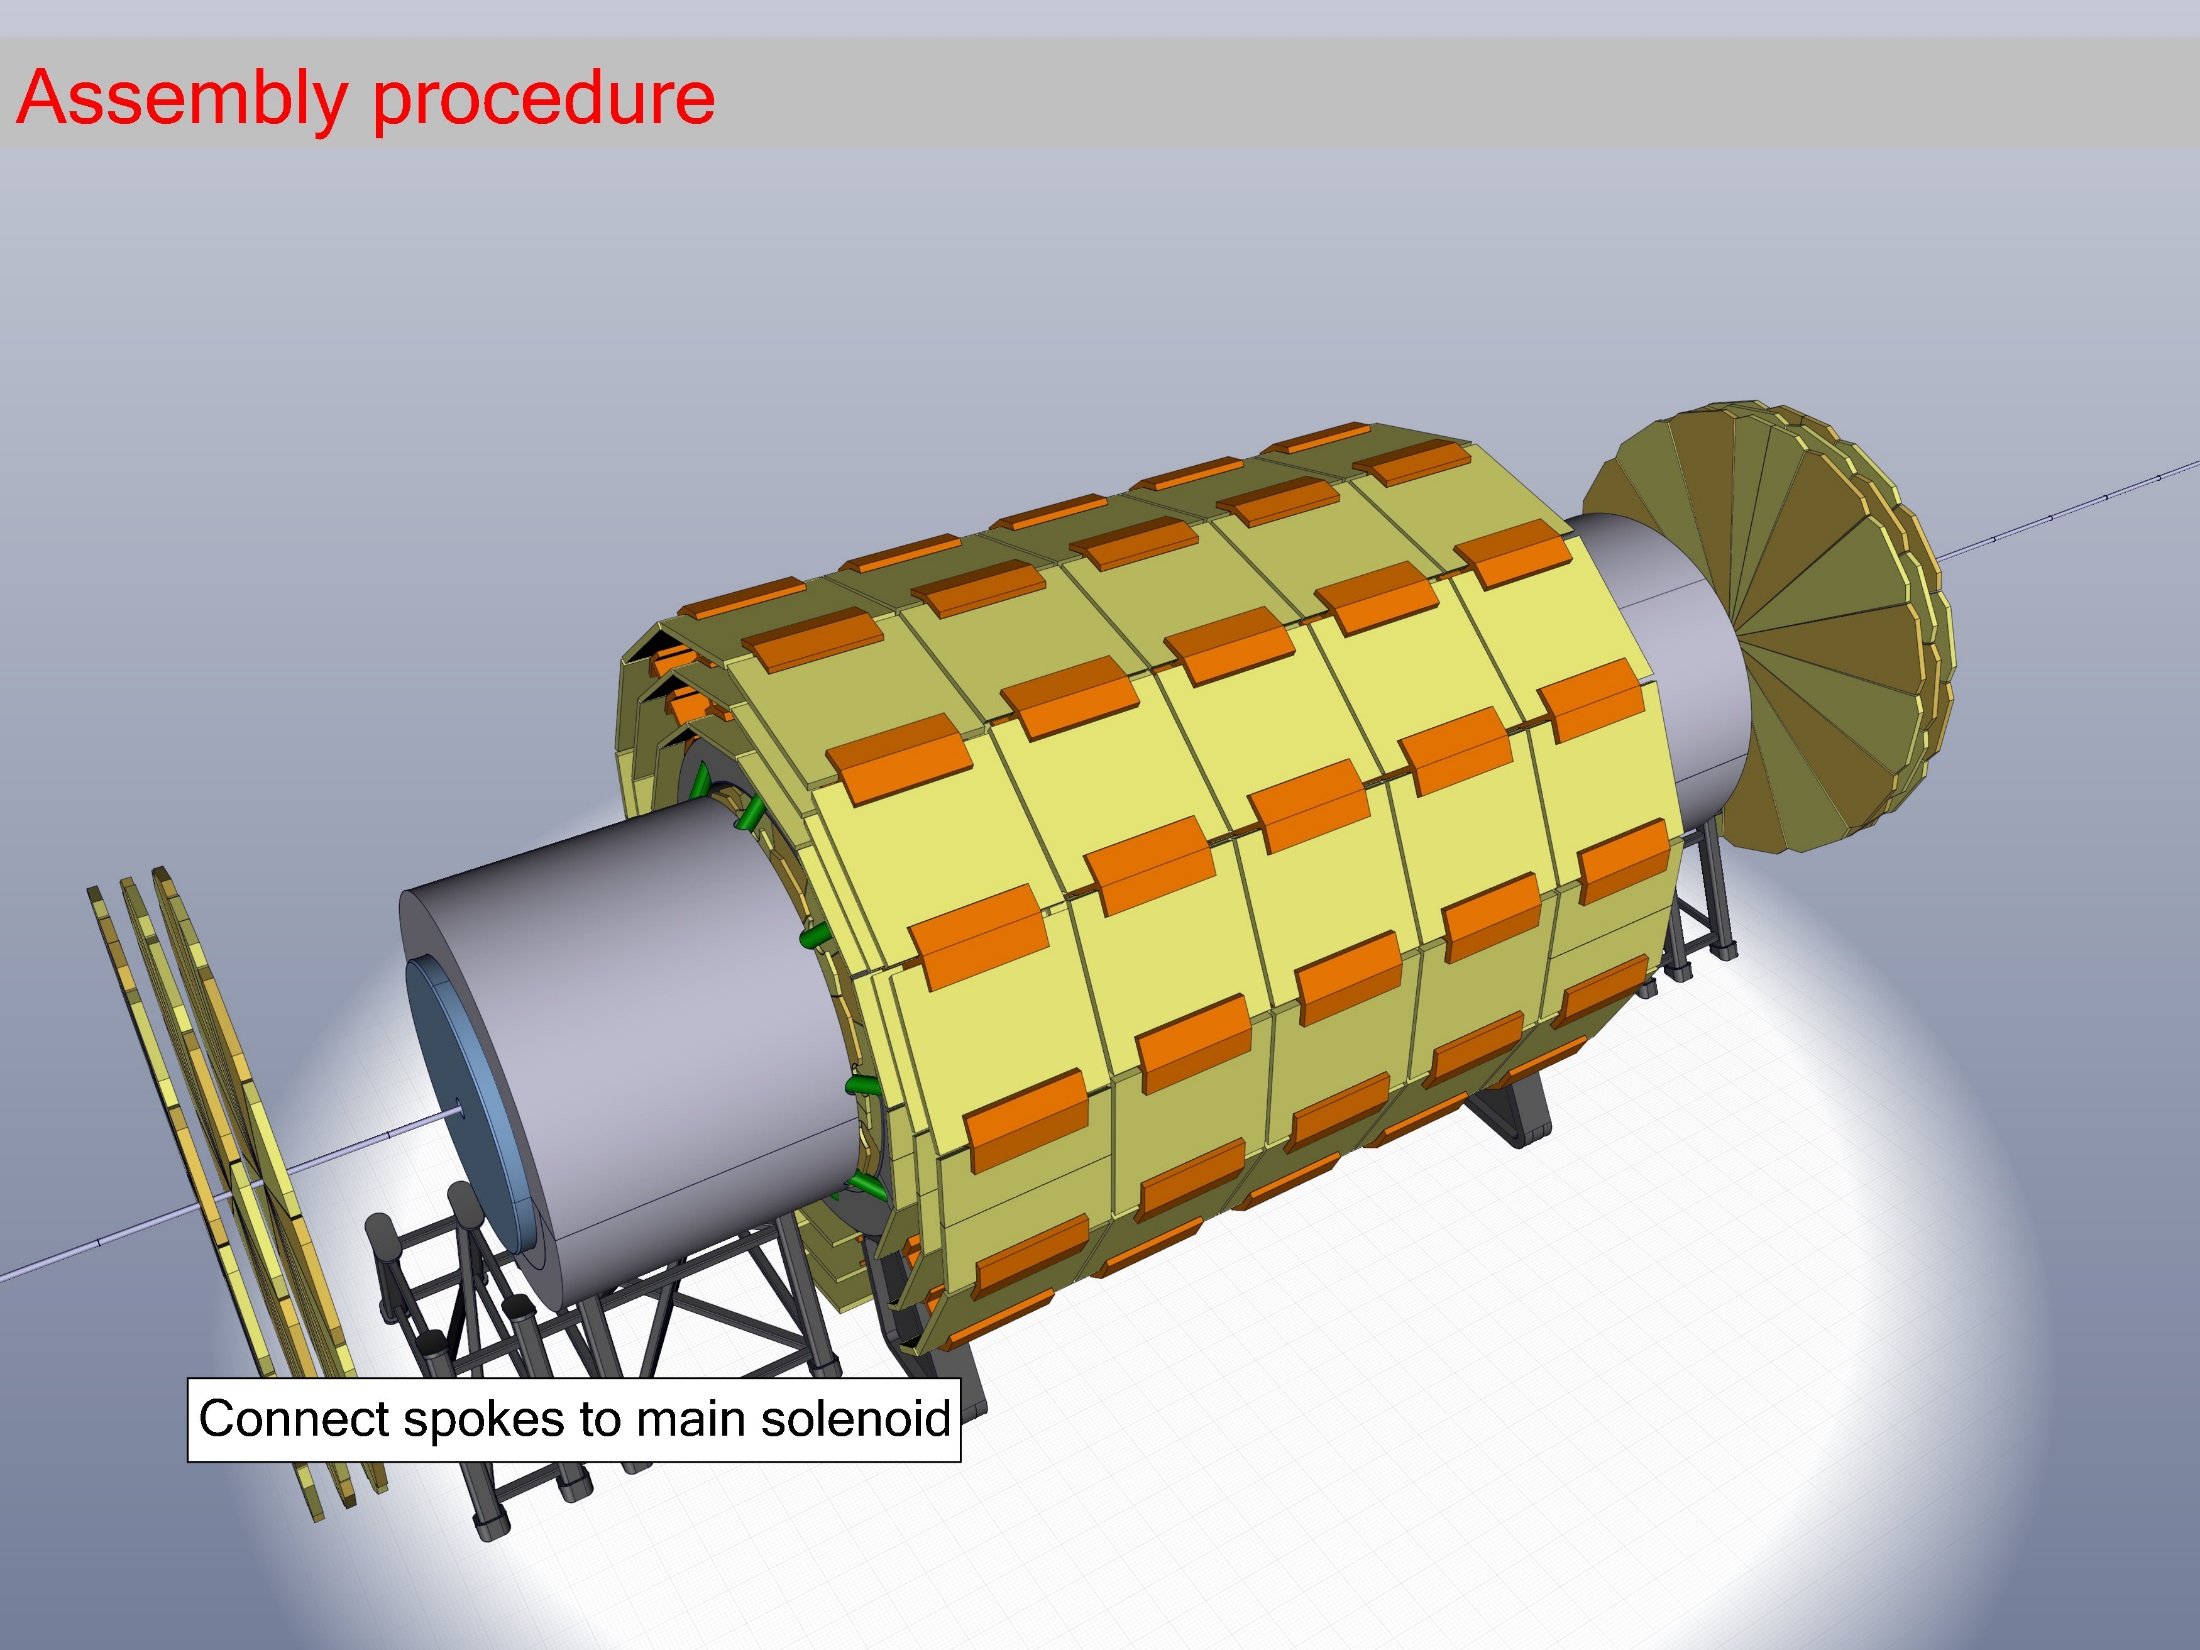 Assembly procedure
Connect spokes to main solenoid